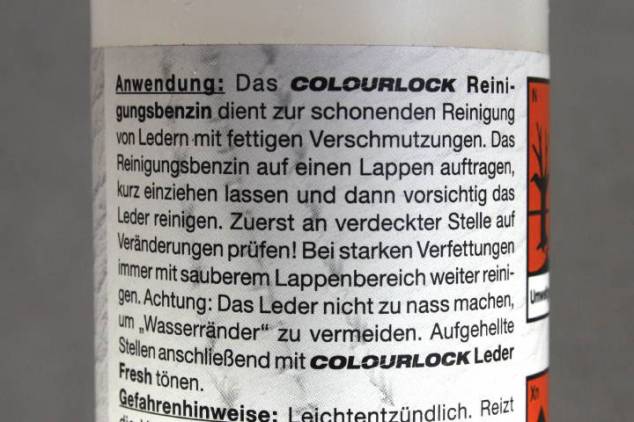 Anwendung: Das COLOURLOCK Reini-
gungsbenzin dient zur schonenden Reinigung
von Ledern mit fettigen Verschmutzungen. Das
Reinigungsbenzin auf einen Lappen auftragen,
kurz einziehen lassen und dann vorsichtig das
Leder reinigen. Zuerst an verdeckter Stelle auf
Veränderungen prüfen! Bei starken Verfettungen
immer mit sauberem Lappenbereich weiter reini-
gen. Achtung: Das Leder nicht zu nass machen,
um „Wasserränder“ zu vermeiden. Aufgehellte
Stellen anschließend mit COLOURLOCK Leder
Fresh tönen.
Gefahrenhinweise: Leichtentzündlich. Reizt
N
Xn